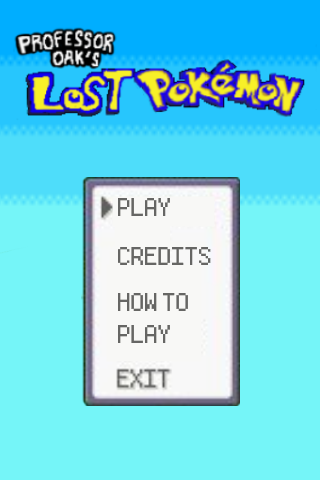 PROFESSOR
OAK'S
LOST POKéMON
PLAY
CREDITS
HOW TO
PLAY
EXIT